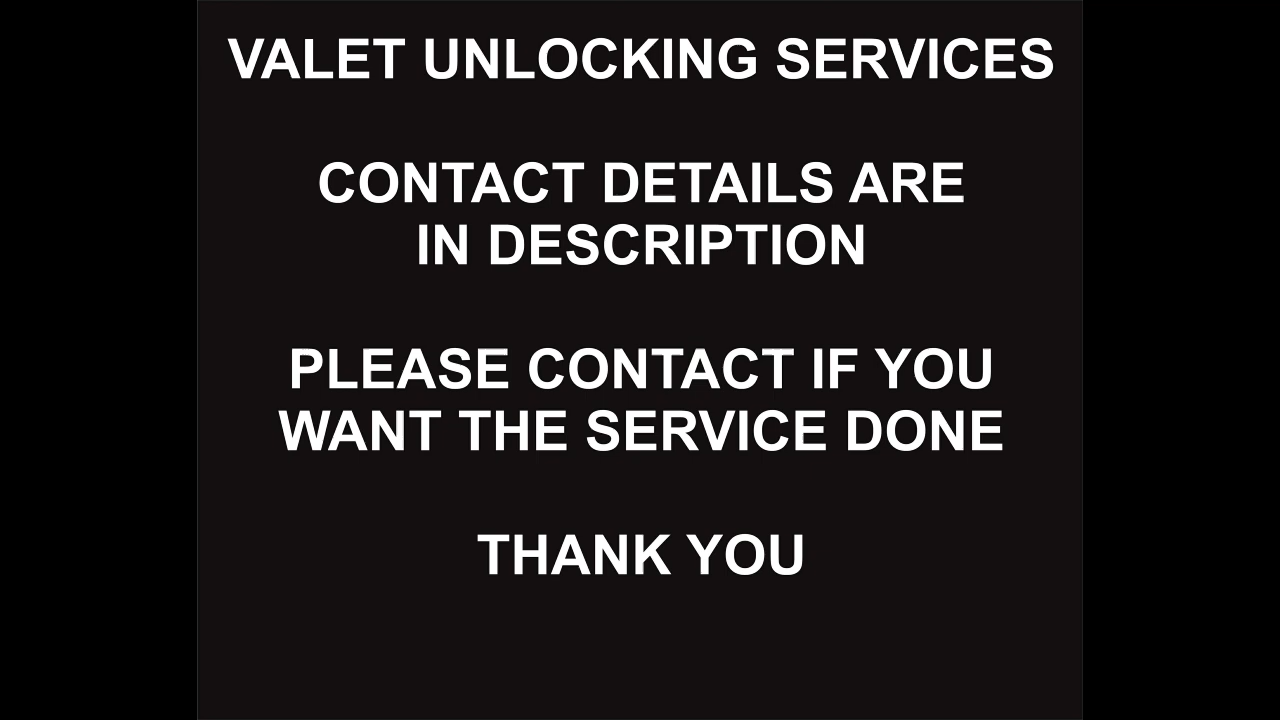 VALET UNLOCKING SERVICES
CONTACT DETAILS ARE
IN DESCRIPTION
PLEASE CONTACT IF YOU
WANT THE SERVICE DONE
THANK YOU